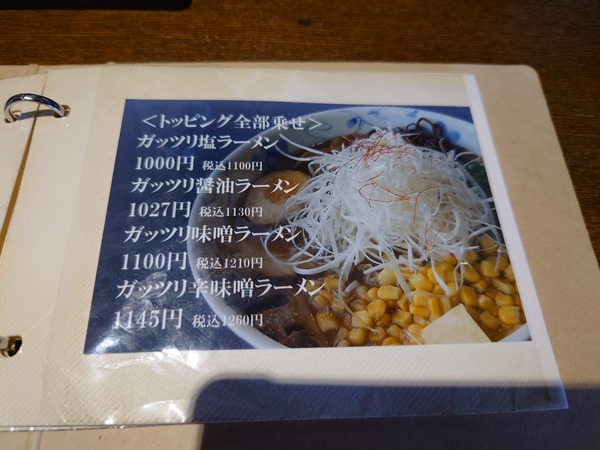 ＜トッピング全部乗せ＞
ガッツリ塩ラーメン
1000円 税込1100円
ガッツリ醤油ラーメン
1027円 税込1130円
ガッツリ味噌ラーメン
1100円 税込1210円
ガッツリ辛味噌ラーメン
1145円 税込1260円